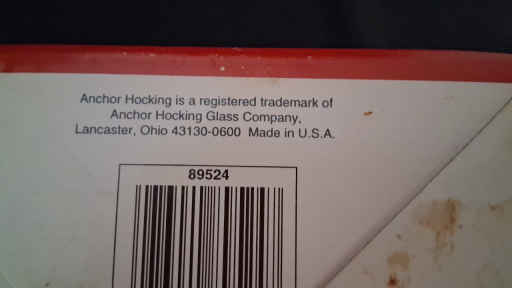 Anchor Hocking is a registered trademark of
Anchor Hocking Glass Company,
Lancaster, Ohio 43130-0600 Made in U.S.A.
89524